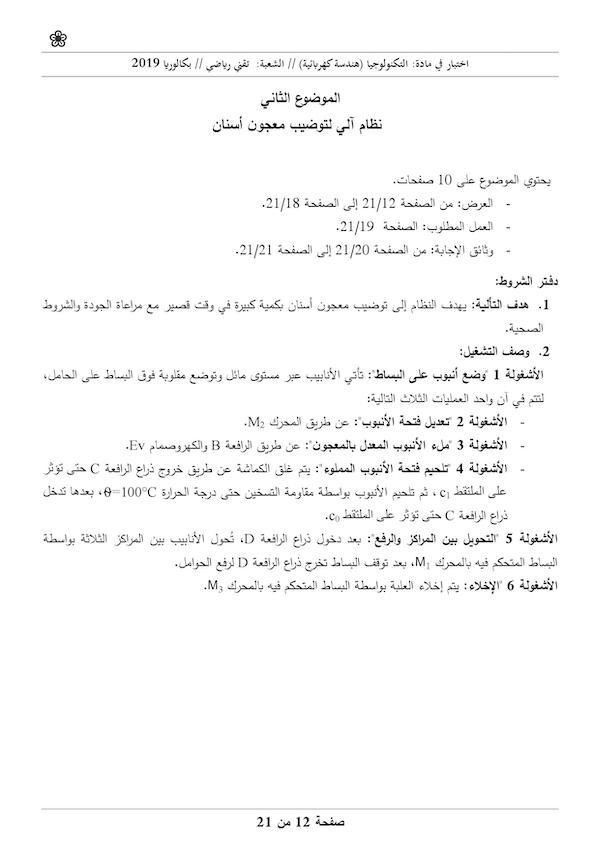 اختبار في مادة: التكنولوجيا (هندسة كهربائية) // الشعبة: تقني رياضي // بكالوريا 2019
الموضوع الثاني
نظام آلي لتوضيب معجون أسنان
يحتوي الموضوع على 10 صفحات.
- العرض: من الصفحة 21/12 إلى الصفحة 21/18.
- العمل المطلوب: الصفحة 21/19.
- وثائق الإجابة: من الصفحة 21/20 إلى الصفحة 21/21.
دفتر الشروط:
1. هدف التألية: يهدف النظام إلى توضيب معجون أسنان بكمية كبيرة في وقت قصير مع مراعاة الجودة والشروط
الصحية.
2. وصف التشغيل:
الأشغولة 1 "وضع أنبوب على البساط": تأتي الأنابيب عبر مستوى مائل وتوضع مقلوبة فوق البساط على الحامل،
لتتم في آن واحد العمليات الثلاث التالية:
- الأشغولة 2 "تعديل فتحة الأنبوب": عن طريق المحرك M2.
- الأشغولة 3 "ملء الأنبوب المعدل بالمعجون": عن طريق الرافعة B والكهروصمام Ev.
- الأشغولة 4 "تلحيم فتحة الأنبوب المملوء": يتم غلق الكماشة عن طريق خروج ذراع الرافعة C حتى تؤثر
على الملتقط c1 ، ثم تلحيم الأنبوب بواسطة مقاومة التسخين حتى درجة الحرارة θ=100°C، بعدها تدخل
ذراع الرافعة C حتى تؤثر على الملتقط c0.
الأشغولة 5 "التحويل بين المراكز والرفع": بعد دخول ذراع الرافعة D، تُحول الأنابيب بين المراكز الثلاثة بواسطة
البساط المتحكم فيه بالمحرك M1، بعد توقف البساط تخرج ذراع الرافعة D لرفع الحوامل.
الأشغولة 6 "الإخلاء: يتم إخلاء العلبة بواسطة البساط المتحكم فيه بالمحرك M3.
صفحة 12 من 21